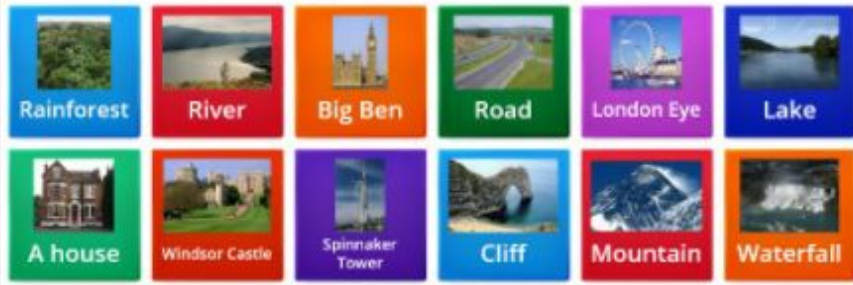 Rainforest
River
Big Ben
Road
London Eye
Lake
A house
Windsor Castle
Spinnaker
Tower
Cliff
Mountain
Waterfall